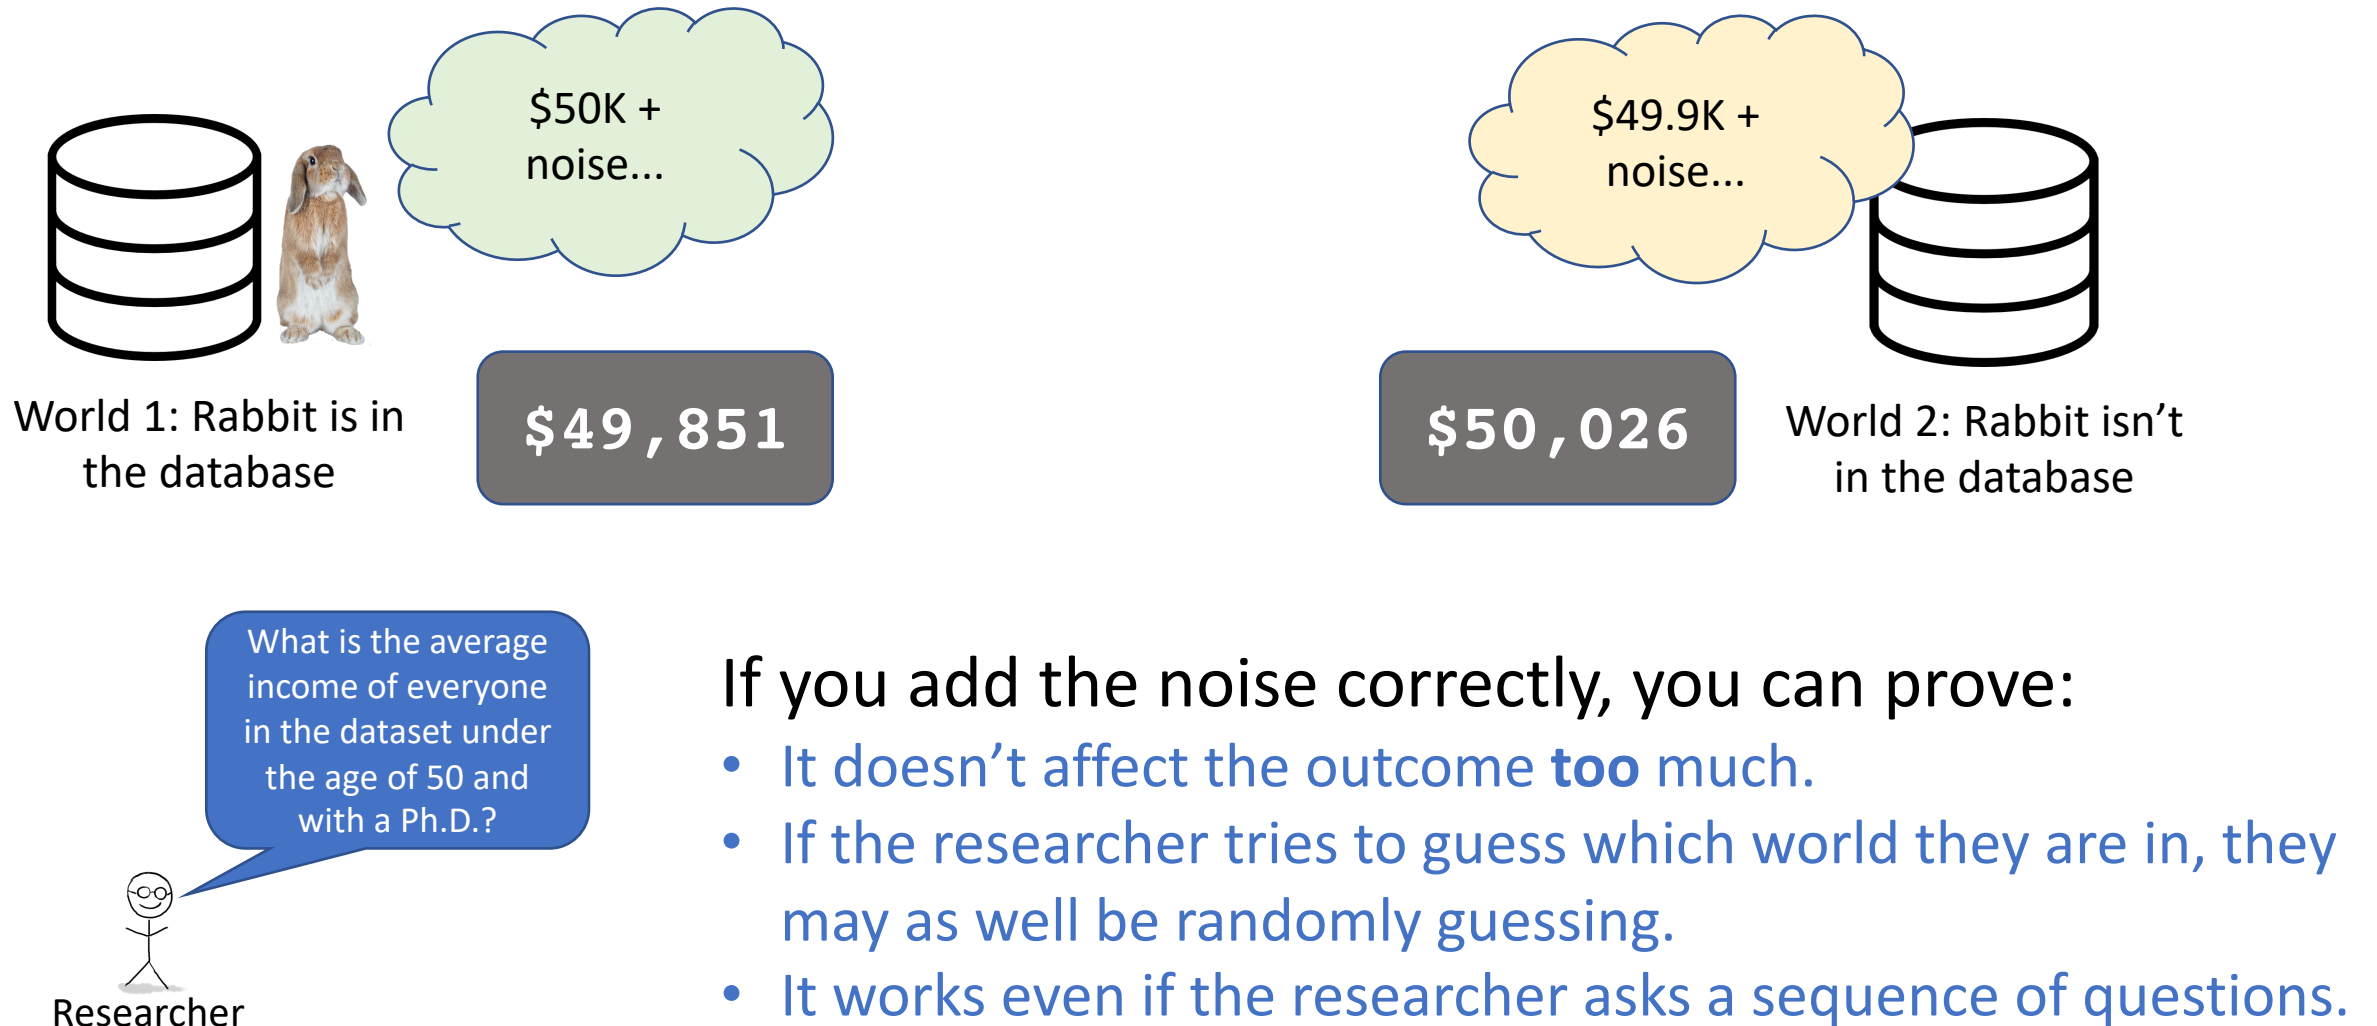 $50K +
noise...
$49.9K +
noise...
World 1: Rabbit is in
the database
$49,851
$50,026
World 2: Rabbit isn’t
in the database
What is the average
income of everyone
in the dataset under
the age of 50 and
with a Ph.D.?
Researcher
If you add the noise correctly, you can prove:
• It doesn’t affect the outcome too much.
• If the researcher tries to guess which world they are in, they
may as well be randomly guessing.
• It works even if the researcher asks a sequence of questions.